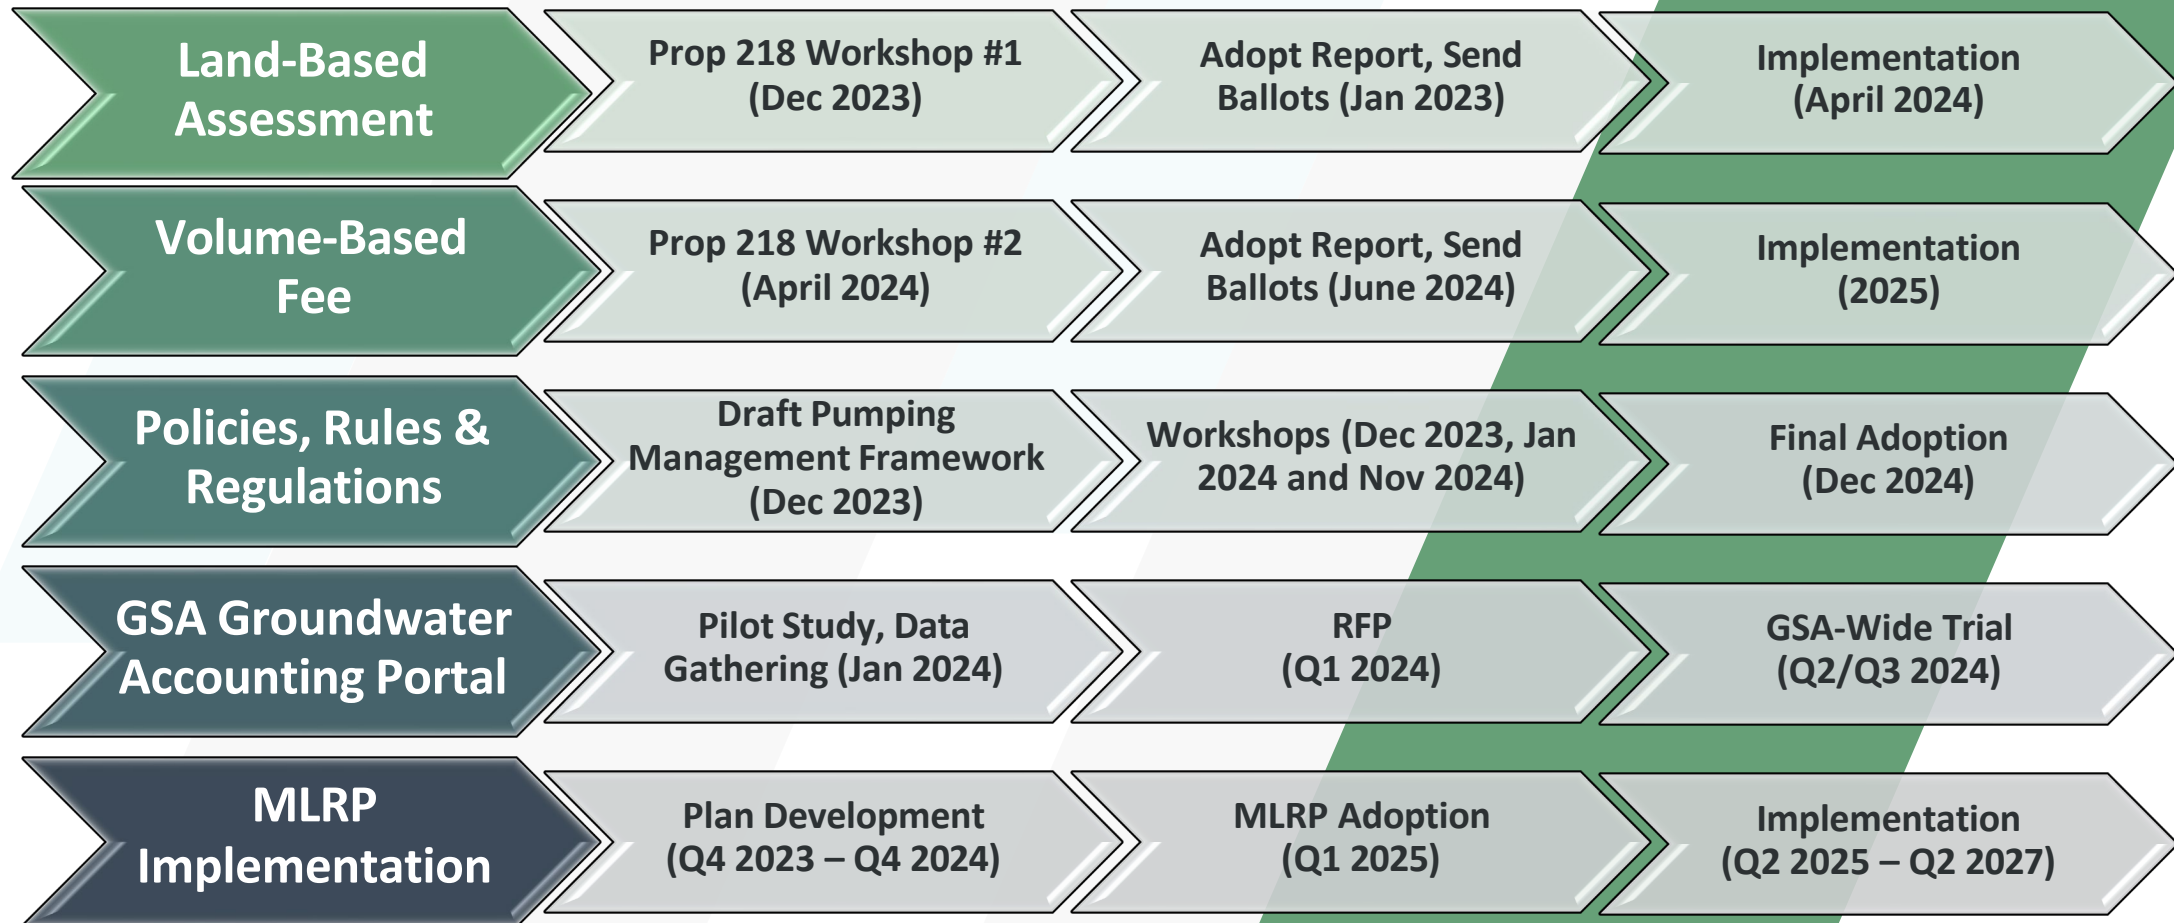 Land-Based
Assessment
Prop 218 Workshop #1
(Dec 2023)
Adopt Report, Send
Ballots (Jan 2023)
Implementation
(April 2024)
Volume-Based
Fee
Prop 218 Workshop #2
(April 2024)
Adopt Report, Send
Ballots (June 2024)
Implementation
(2025)
Policies, Rules &
Regulations
Draft Pumping
Management Framework
(Dec 2023)
Workshops (Dec 2023, Jan
2024 and Nov 2024)
Final Adoption
(Dec 2024)
GSA Groundwater
Accounting Portal
Pilot Study, Data
Gathering (Jan 2024)
RFP
(Q1 2024)
GSA-Wide Trial
(Q2/Q3 2024)
MLRP
Implementation
Plan Development
(Q4 2023 – Q4 2024)
MLRP Adoption
(Q1 2025)
Implementation
(Q2 2025 – Q2 2027)